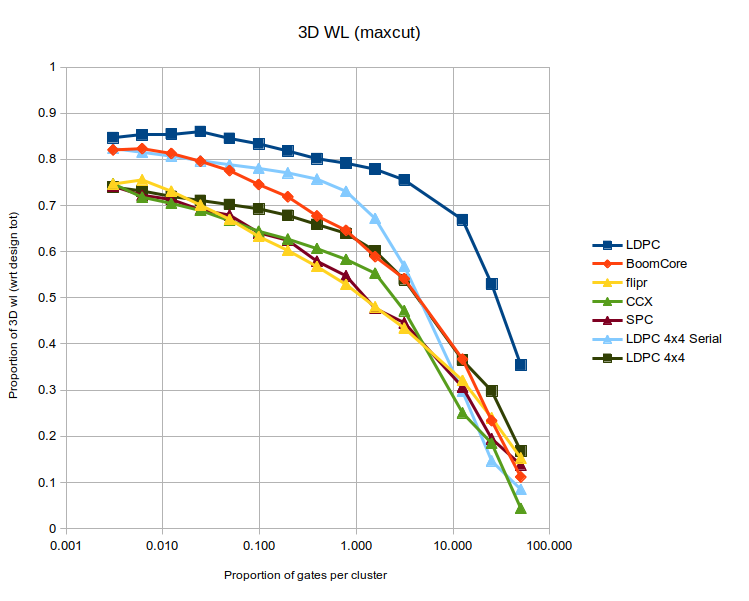 3D WL (maxcut)
1
0.9
0.8
0.7
0.6
0.5
0.4
0.3
0.2
0.1
0
0.001 0.010 0.100 1.000 10.000 100.000
Proportion of 3D wl (wrt design tot)
Proportion of gates per cluster
LDPC
BoomCore
flipr
CCX
SPC
LDPC 4x4 Serial
LDPC 4x4